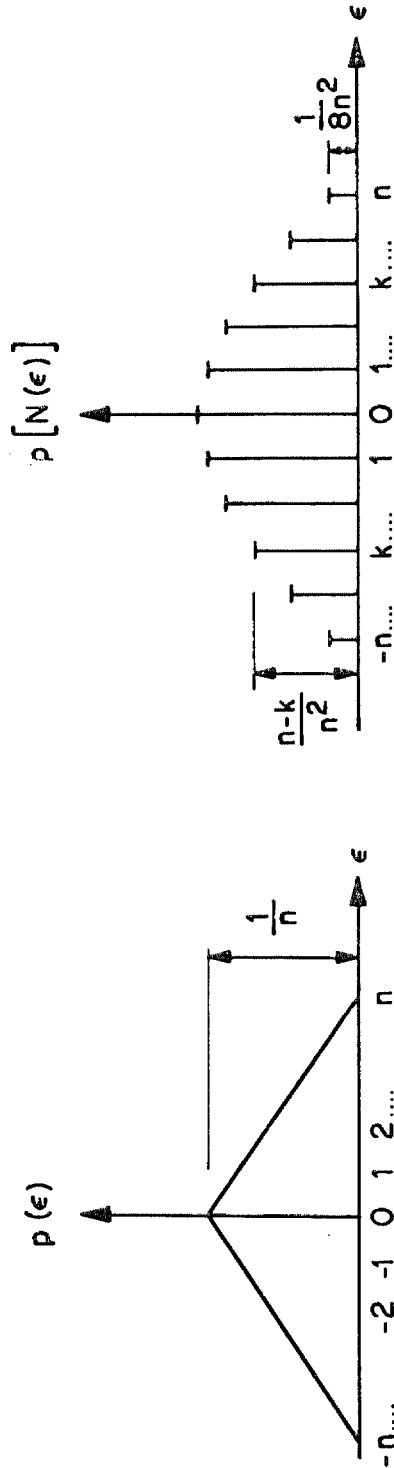 p(ϵ)
1/n
-n.... -2 -1 0 1 2.... n ϵ
p[N(ϵ)]
n-k/n²
1/8n²
-n.... k.... 1 0 1.... k.... n ϵ